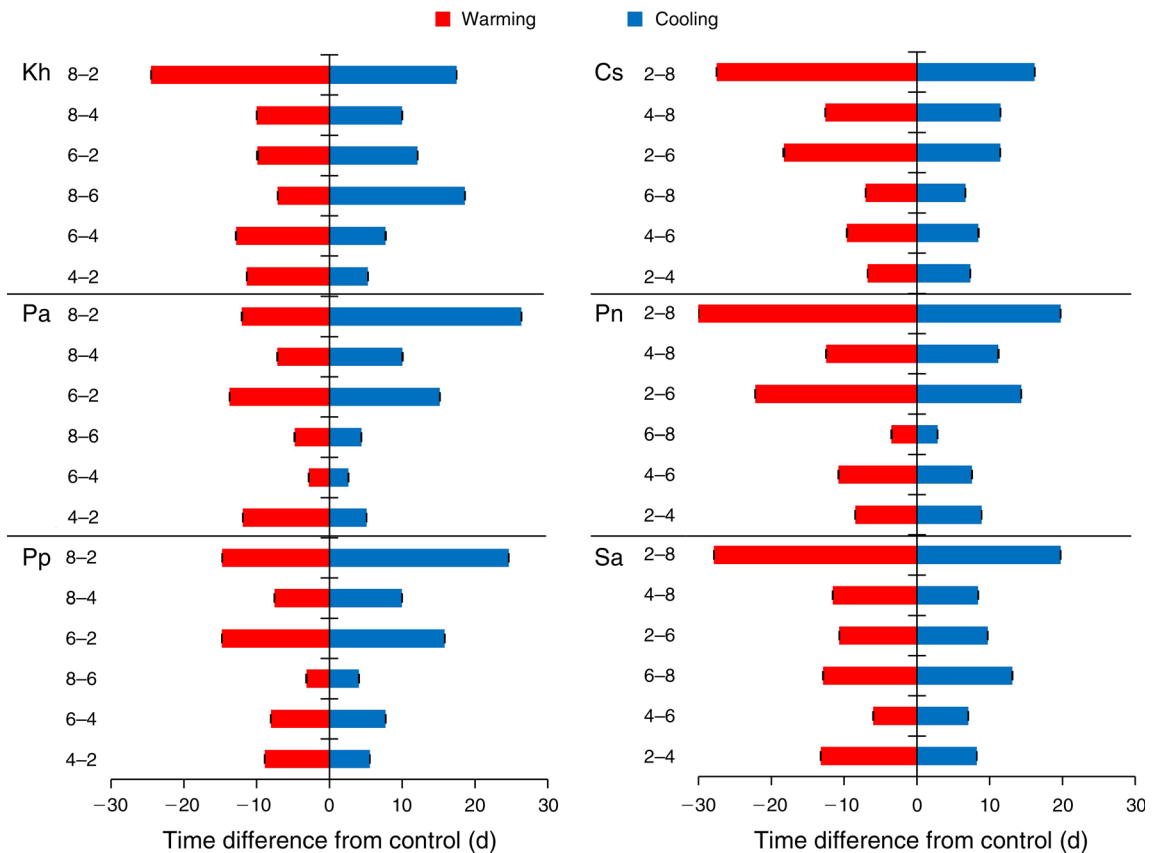 Warming Cooling
Kh 8–2
8–4
6–2
8–6
6–4
4–2
Pa 8–2
8–4
6–2
8–6
6–4
4–2
Pp 8–2
8–4
6–2
8–6
6–4
4–2
−30 −20 −10 0 10 20 30
Time difference from control (d)
Cs 2–8
4–8
2–6
6–8
4–6
2–4
Pn 2–8
4–8
2–6
6–8
4–6
2–4
Sa 2–8
4–8
2–6
6–8
4–6
2–4
−30 −20 −10 0 10 20 30
Time difference from control (d)